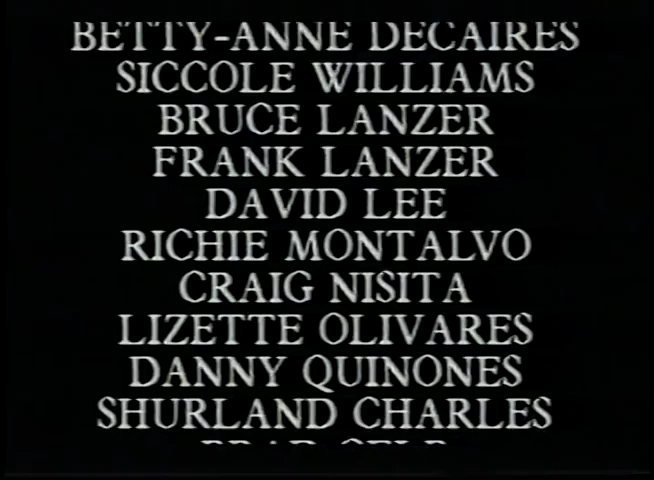 BETTY-ANNE DECAIRES
SICCOLE WILLIAMS
BRUCE LANZER
FRANK LANZER
DAVID LEE
RICHIE MONTALVO
CRAIG NISITA
LIZETTE OLIVARES
DANNY QUINONES
SHURLAND CHARLES